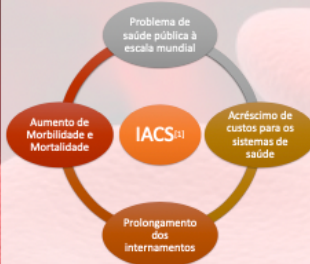 Problema de
saúde pública à
escala mundial
Aumento de
Morbilidade e
Mortalidade
IACS[1]
Acréscimo de
custos para os
sistemas de
saúde
Prolongamento
dos
internamentos